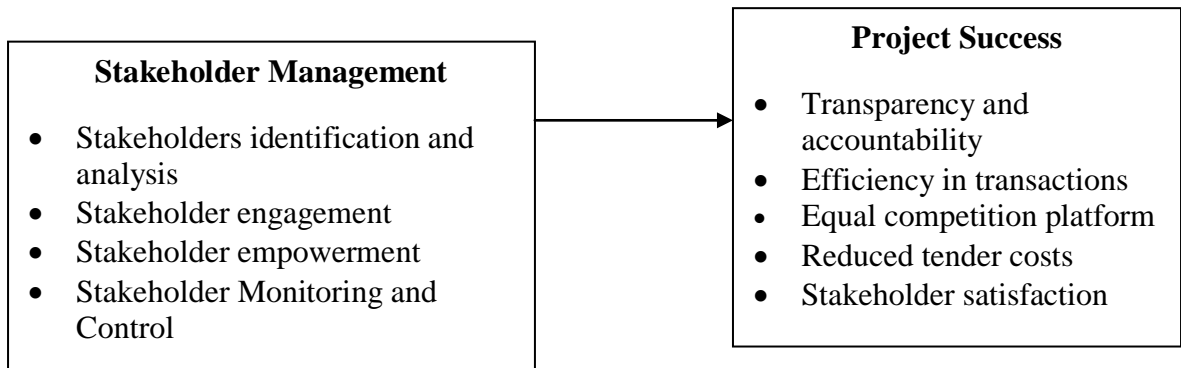 Stakeholder Management
• Stakeholders identification and
analysis
• Stakeholder engagement
• Stakeholder empowerment
• Stakeholder Monitoring and
Control
Project Success
• Transparency and
accountability
• Efficiency in transactions
• Equal competition platform
• Reduced tender costs
• Stakeholder satisfaction